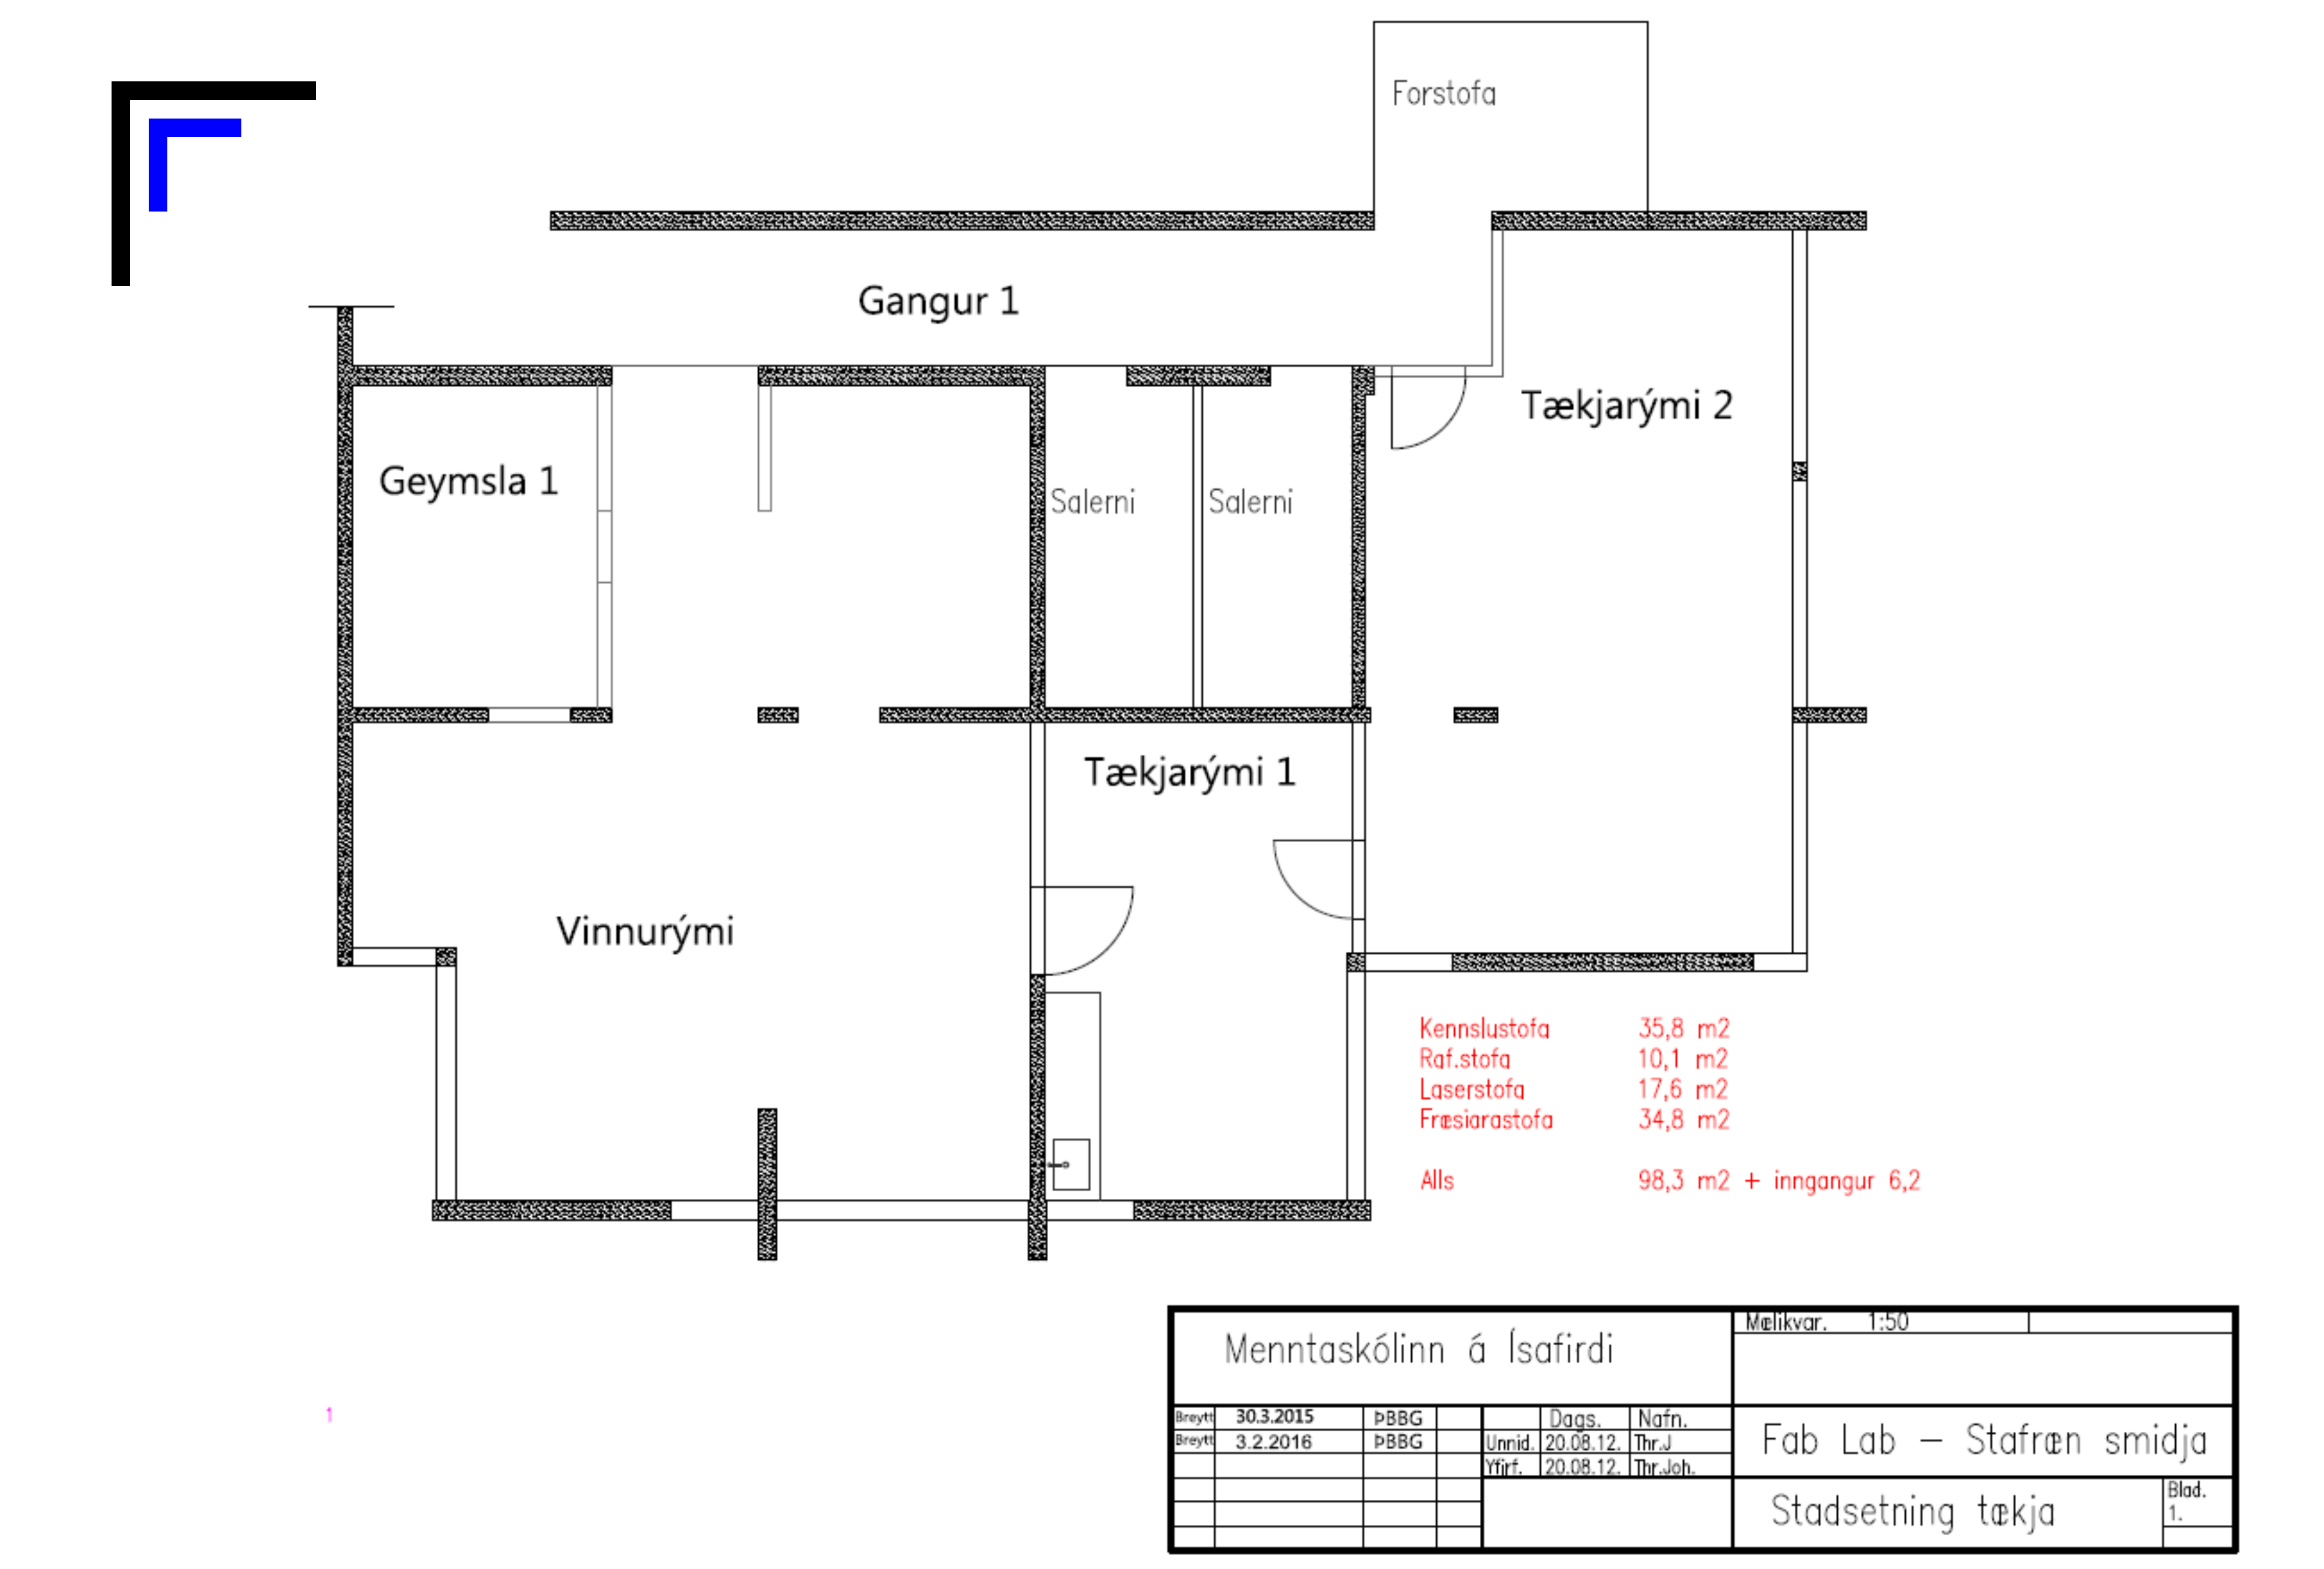 Forstofa
Gangur 1
Tækjarými 2
Geymsla 1
Salerni
Salerni
Tækjarými 1
Vinnurými
Kennslustofa 35,8 m2
Raf.stofa 10,1 m2
Laserstofa 17,6 m2
Fræsiarastofa 34,8 m2
Alls 98,3 m2 + inngangur 6,2
1
Menntaskólinn á Ísafirdi
Mælikvar. 1:50
Breytt 30.3.2015 ÞBBG
Breytt 3.2.2016 ÞBBG
Dags. Nafn.
Unnid. 20.08.12. Thr.J
Yfirf. 20.08.12. Thr.Joh.
Fab Lab – Stafræn smidja
Stadsetning tækja
Blad.
1.